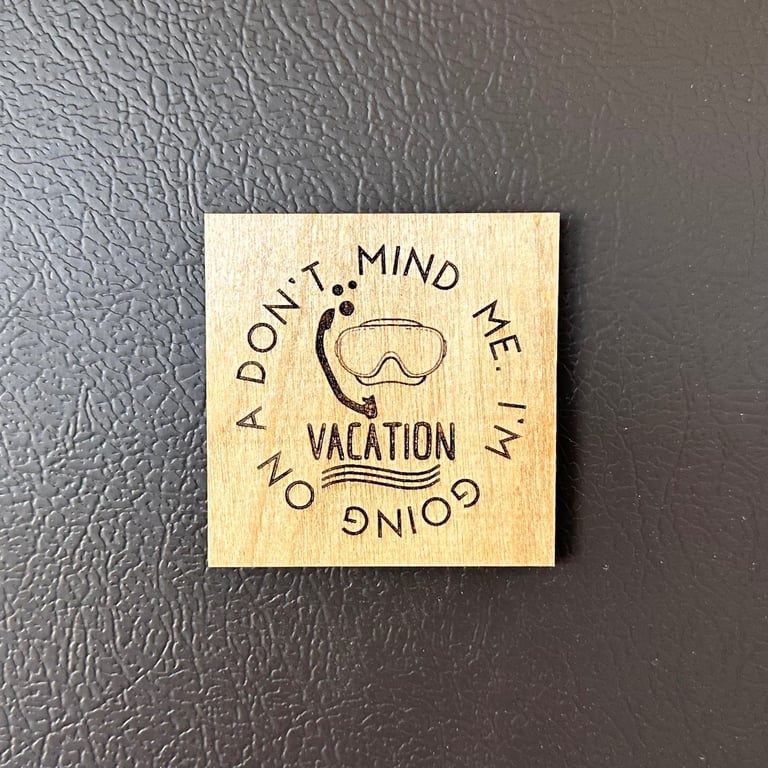 DON'T MIND ME. I'M GOING ON A
VACATION